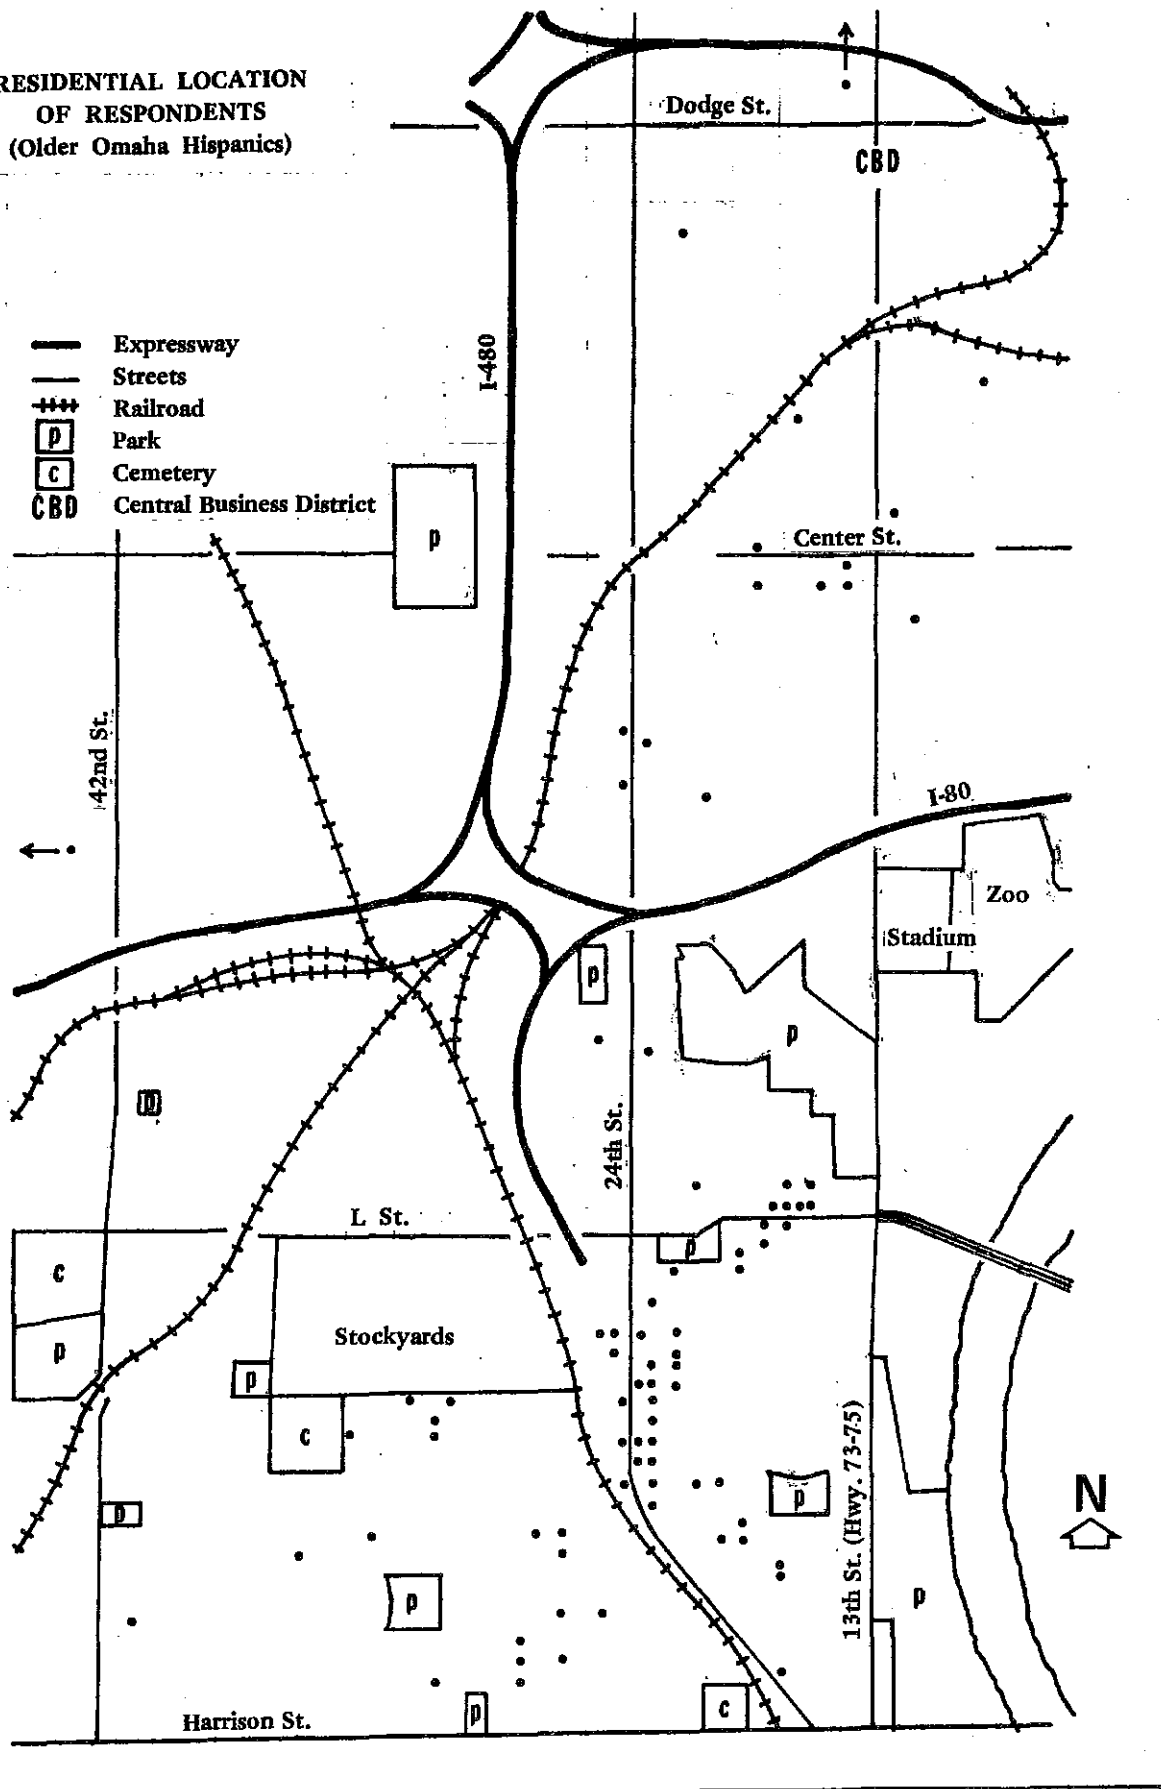 RESIDENTIAL LOCATION
OF RESPONDENTS
(Older Omaha Hispanics)
Dodge St.
CBD
I-480
Expressway
Streets
Railroad
p Park
c Cemetery
CBD Central Business District
p
Center St.
42nd St.
I-80
Zoo
Stadium
p
p
p
24th St.
L St.
p
c
Stockyards
p
p
c
13th St. (Hwy. 73-75)
p
N
p
p
p
p
c
Harrison St.